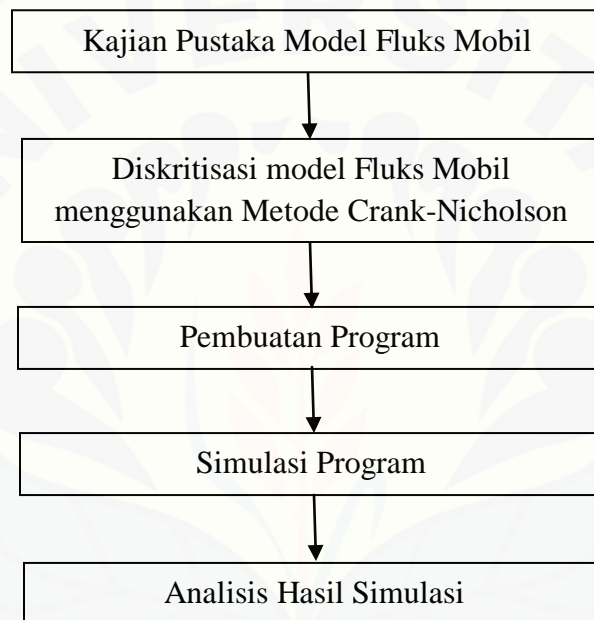 Kajian Pustaka Model Fluks Mobil
Diskritisasi model Fluks Mobil
menggunakan Metode Crank-Nicholson
Pembuatan Program
Simulasi Program
Analisis Hasil Simulasi